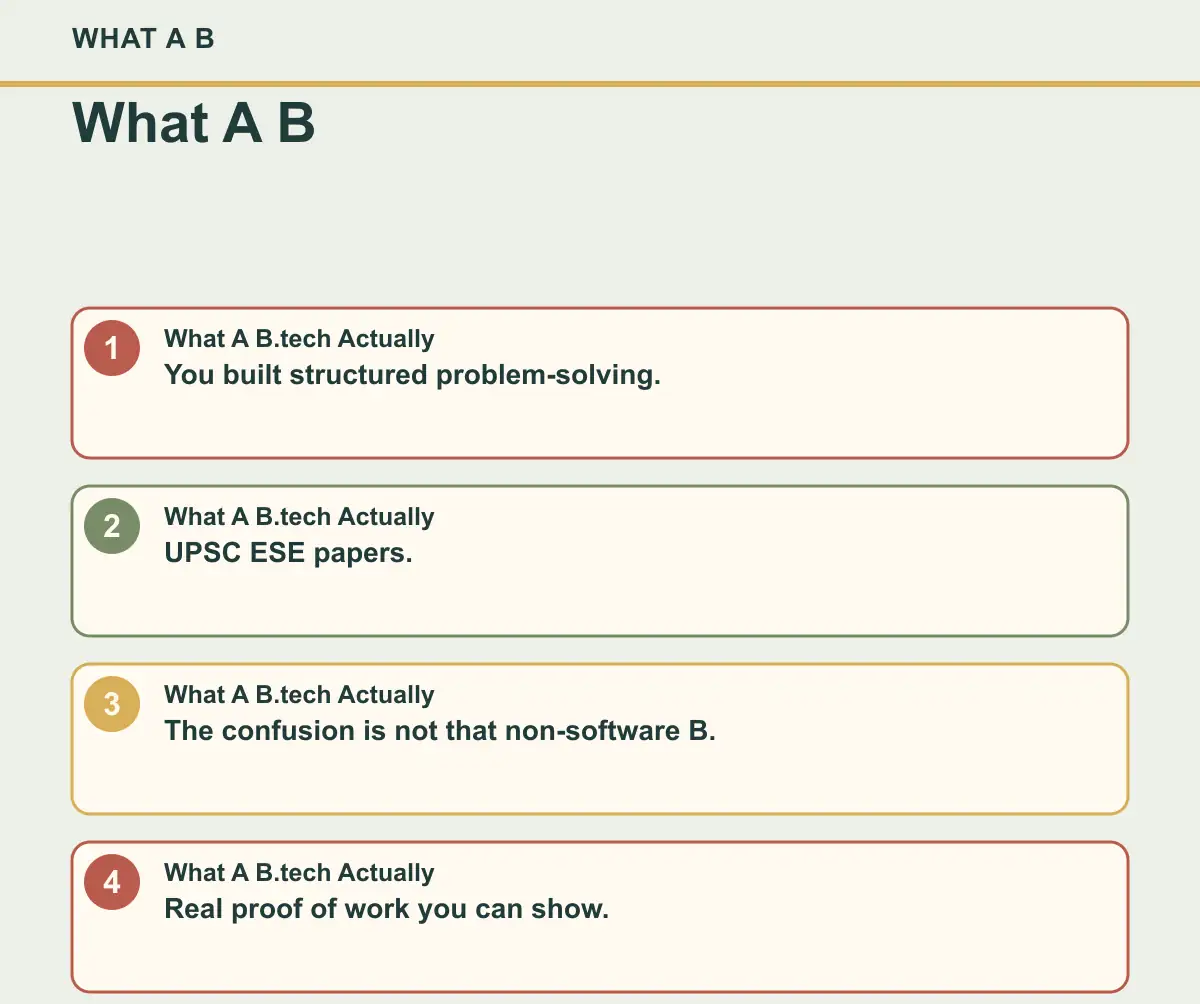 WHAT A B
What A B
1
What A B.tech Actually
You built structured problem-solving.
2
What A B.tech Actually
UPSC ESE papers.
3
What A B.tech Actually
The confusion is not that non-software B.
4
What A B.tech Actually
Real proof of work you can show.